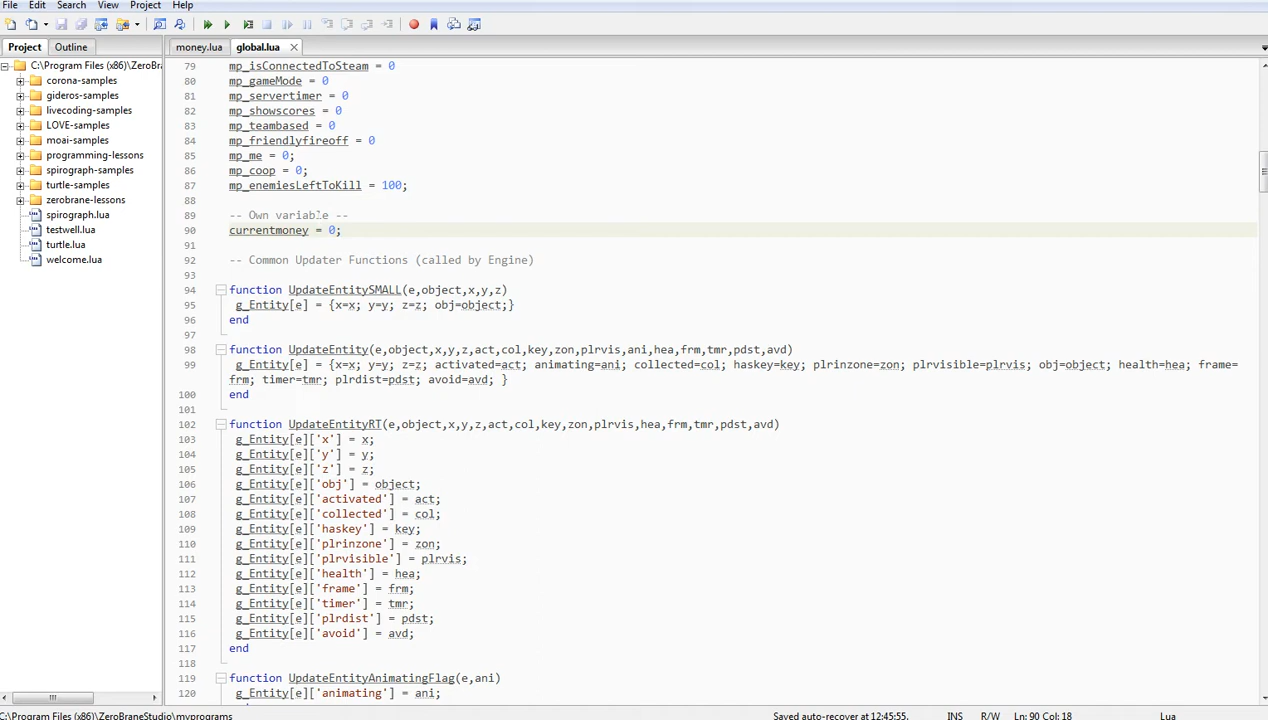 File Edit Search View Project Help
Project Outline money.lua global.lua
C:\Program Files (x86)\ZeroBra
corona-samples
gideros-samples
livecoding-samples
LOVE-samples
moai-samples
programming-lessons
spirograph-samples
turtle-samples
zerobrane-lessons
spirograph.lua
testwell.lua
turtle.lua
welcome.lua
79 mp_isConnectedToSteam = 0
80 mp_gameMode = 0
81 mp_servertimer = 0
82 mp_showscores = 0
83 mp_teambased = 0
84 mp_friendlyfireoff = 0
85 mp_me = 0;
86 mp_coop = 0;
87 mp_enemiesLeftToKill = 100;
88
89 -- Own variable --
90 currentmoney = 0;
91
92 -- Common Updater Functions (called by Engine)
93
94 function UpdateEntitySMALL(e,object,x,y,z)
95 g_Entity[e] = {x=x; y=y; z=z; obj=object;}
96 end
97
98 function UpdateEntity(e,object,x,y,z,act,col,key,zon,plrvis,ani,hea,frm,tmr,pdst,avd)
99 g_Entity[e] = {x=x; y=y; z=z; activated=act; animating=ani; collected=col; haskey=key; plrinzone=zon; plrvisible=plrvis; obj=object; health=hea; frame=
frm; timer=tmr; plrdist=pdst; avoid=avd; }
100 end
101
102 function UpdateEntityRT(e,object,x,y,z,act,col,key,zon,plrvis,hea,frm,tmr,pdst,avd)
103 g_Entity[e]['x'] = x;
104 g_Entity[e]['y'] = y;
105 g_Entity[e]['z'] = z;
106 g_Entity[e]['obj'] = object;
107 g_Entity[e]['activated'] = act;
108 g_Entity[e]['collected'] = col;
109 g_Entity[e]['haskey'] = key;
110 g_Entity[e]['plrinzone'] = zon;
111 g_Entity[e]['plrvisible'] = plrvis;
112 g_Entity[e]['health'] = hea;
113 g_Entity[e]['frame'] = frm;
114 g_Entity[e]['timer'] = tmr;
115 g_Entity[e]['plrdist'] = pdst;
116 g_Entity[e]['avoid'] = avd;
117 end
118
119 function UpdateEntityAnimatingFlag(e,ani)
120 g_Entity[e]['animating'] = ani;
C:\Program Files (x86)\ZeroBraneStudio\myprograms Saved auto-recover at 12:45:55. INS R/W Ln: 90 Col: 18 Lua